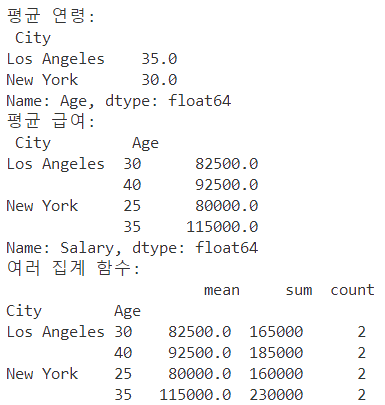 평균 연령:
 City
Los Angeles    35.0
New York       30.0
Name: Age, dtype: float64
평균 급여:
 City         Age
Los Angeles  30      82500.0
             40      92500.0
New York     25      80000.0
             35     115000.0
Name: Salary, dtype: float64
여러 집계 함수:
                     mean     sum  count
City        Age
Los Angeles 30    82500.0  165000      2
            40    92500.0  185000      2
New York    25    80000.0  160000      2
            35   115000.0  230000      2